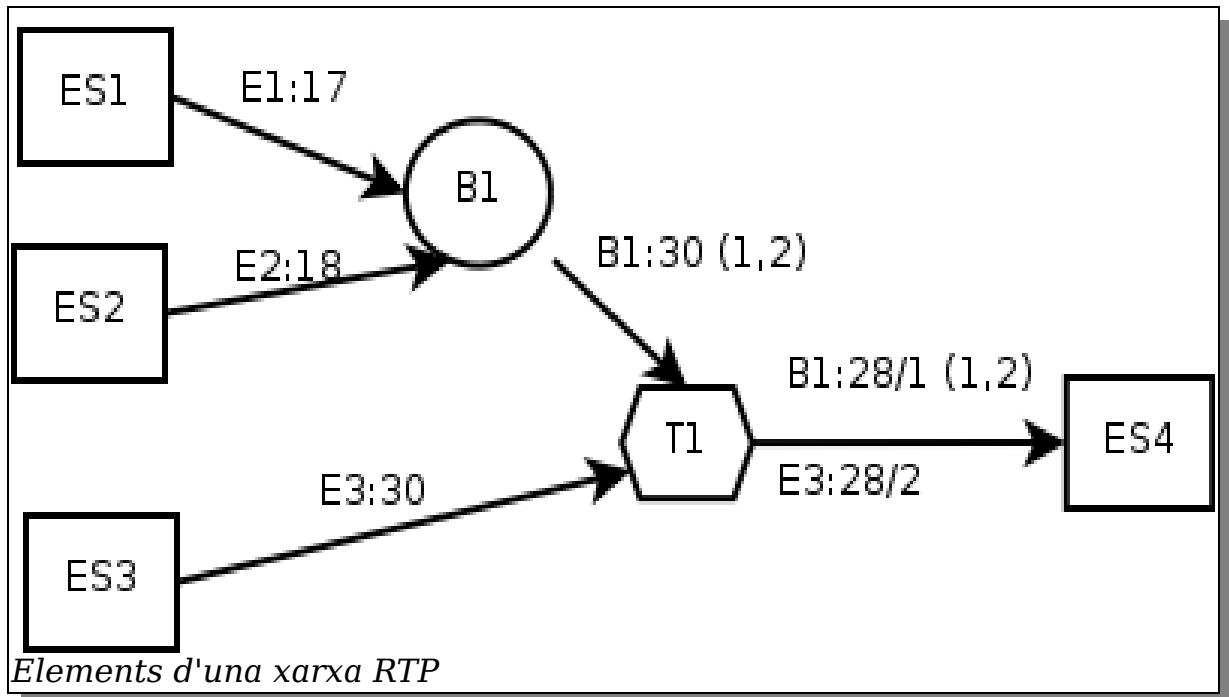 ES1
E1:17
B1
E2:18
ES2
B1:30 (1,2)
B1:28/1 (1,2)
T1
ES4
E3:28/2
E3:30
ES3
Elements d'una xarxa RTP